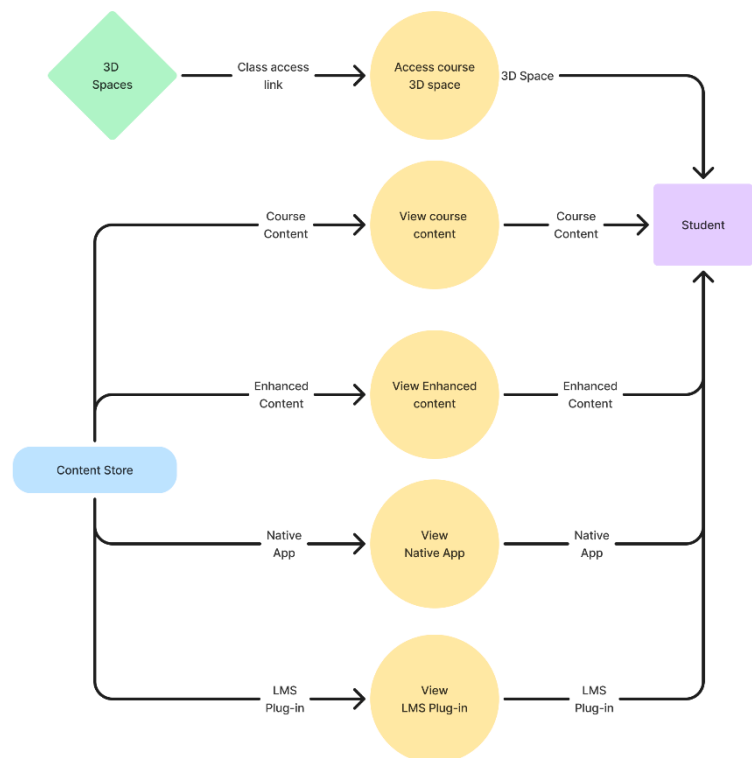 3D
Spaces
Class access
link
Access course
3D space
3D Space
Course
Content
View course
content
Course
Content
Student
Enhanced
Content
View Enhanced
content
Enhanced
Content
Content Store
Native
App
View
Native App
Native
App
LMS
Plug-in
View
LMS Plug-in
LMS
Plug-in